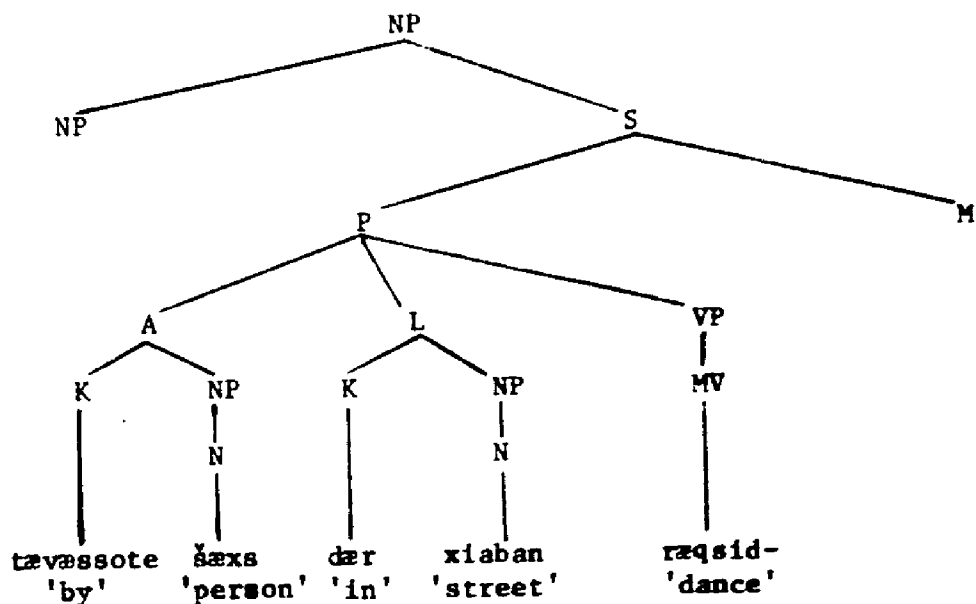 NP
NP S
P M
A L VP
K NP K NP MV
N N
tævæssote šæxs dær xiaban ræqsid-
'by' 'person' 'in' 'street' 'dance'